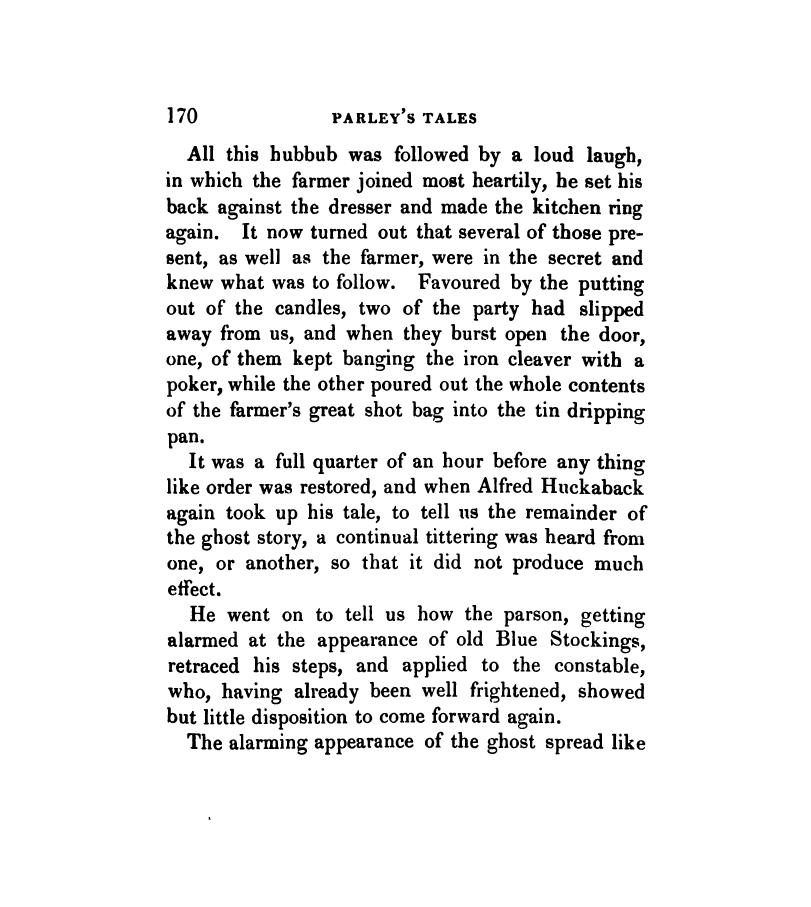 170 PARLEY'S TALES
All this hubbub was followed by a loud laugh,
in which the farmer joined most heartily, he set his
back against the dresser and made the kitchen ring
again. It now turned out that several of those pre-
sent, as well as the farmer, were in the secret and
knew what was to follow. Favoured by the putting
out of the candles, two of the party had slipped
away from us, and when they burst open the door,
one, of them kept banging the iron cleaver with a
poker, while the other poured out the whole contents
of the farmer's great shot bag into the tin dripping
pan.
It was a full quarter of an hour before any thing
like order was restored, and when Alfred Huckaback
again took up his tale, to tell us the remainder of
the ghost story, a continual tittering was heard from
one, or another, so that it did not produce much
effect.
He went on to tell us how the parson, getting
alarmed at the appearance of old Blue Stockings,
retraced his steps, and applied to the constable,
who, having already been well frightened, showed
but little disposition to come forward again.
The alarming appearance of the ghost spread like